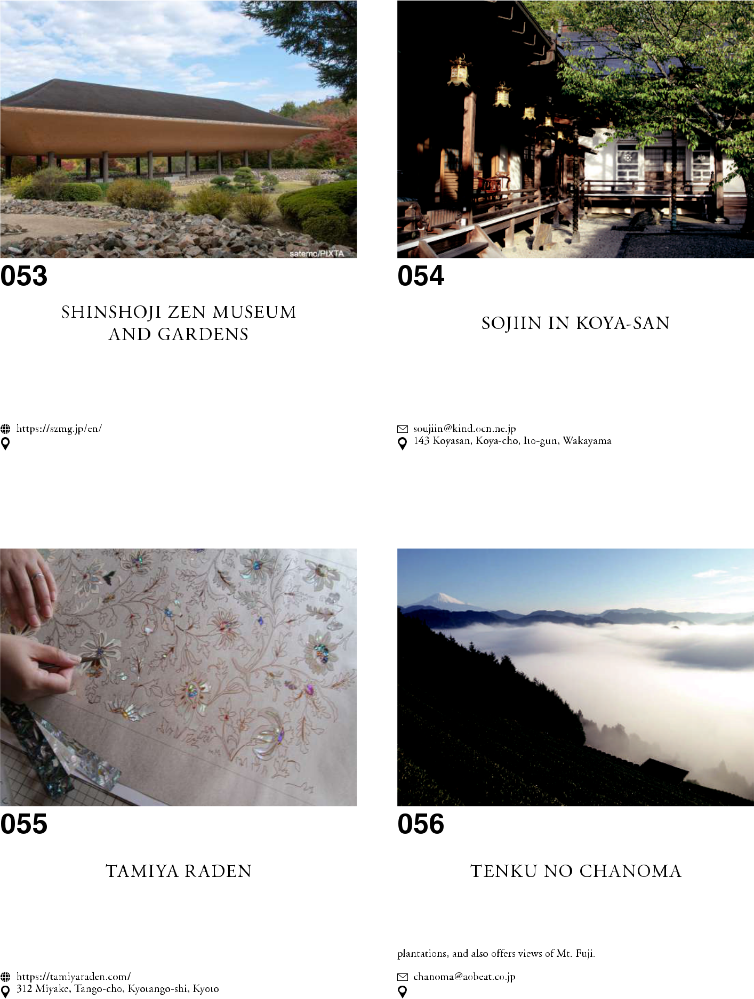 satemo/PIXTA
053
SHINSHOJI ZEN MUSEUM
AND GARDENS
https://szmg.jp/en/
054
SOJIIN IN KOYA-SAN
soujiin@kind.ocn.ne.jp
143 Koyasan, Koya-cho, Ito-gun, Wakayama
055
TAMIYA RADEN
https://tamiyaraden.com/
312 Miyake, Tango-cho, Kyotango-shi, Kyoto
056
TENKU NO CHANOMA
plantations, and also offers views of Mt. Fuji.
chanoma@aobeat.co.jp